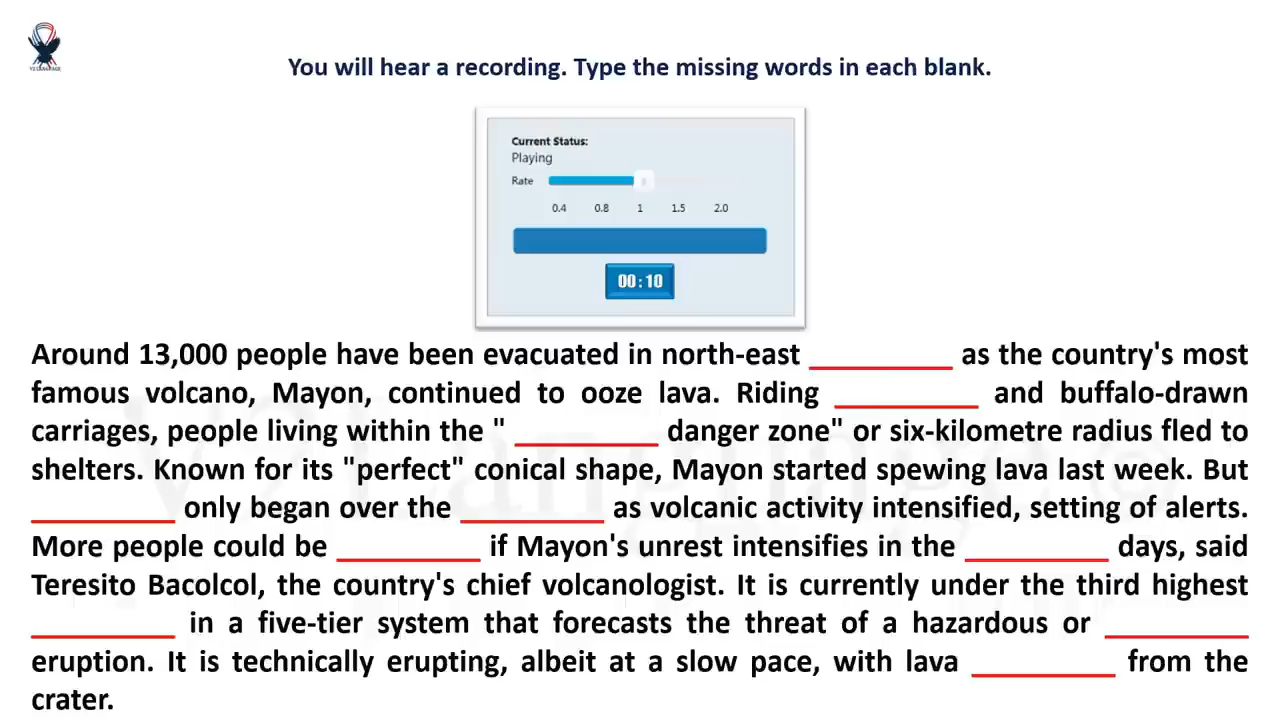 You will hear a recording. Type the missing words in each blank.
Current Status:
Playing
Rate
0.4 0.8 1 1.5 2.0
00:10
Around 13,000 people have been evacuated in north-east __________ as the country's most
famous volcano, Mayon, continued to ooze lava. Riding __________ and buffalo-drawn
carriages, people living within the " __________ danger zone" or six-kilometre radius fled to
shelters. Known for its "perfect" conical shape, Mayon started spewing lava last week. But
__________ only began over the __________ as volcanic activity intensified, setting of alerts.
More people could be __________ if Mayon's unrest intensifies in the __________ days, said
Teresito Bacolcol, the country's chief volcanologist. It is currently under the third highest
__________ in a five-tier system that forecasts the threat of a hazardous or __________
eruption. It is technically erupting, albeit at a slow pace, with lava __________ from the
crater.